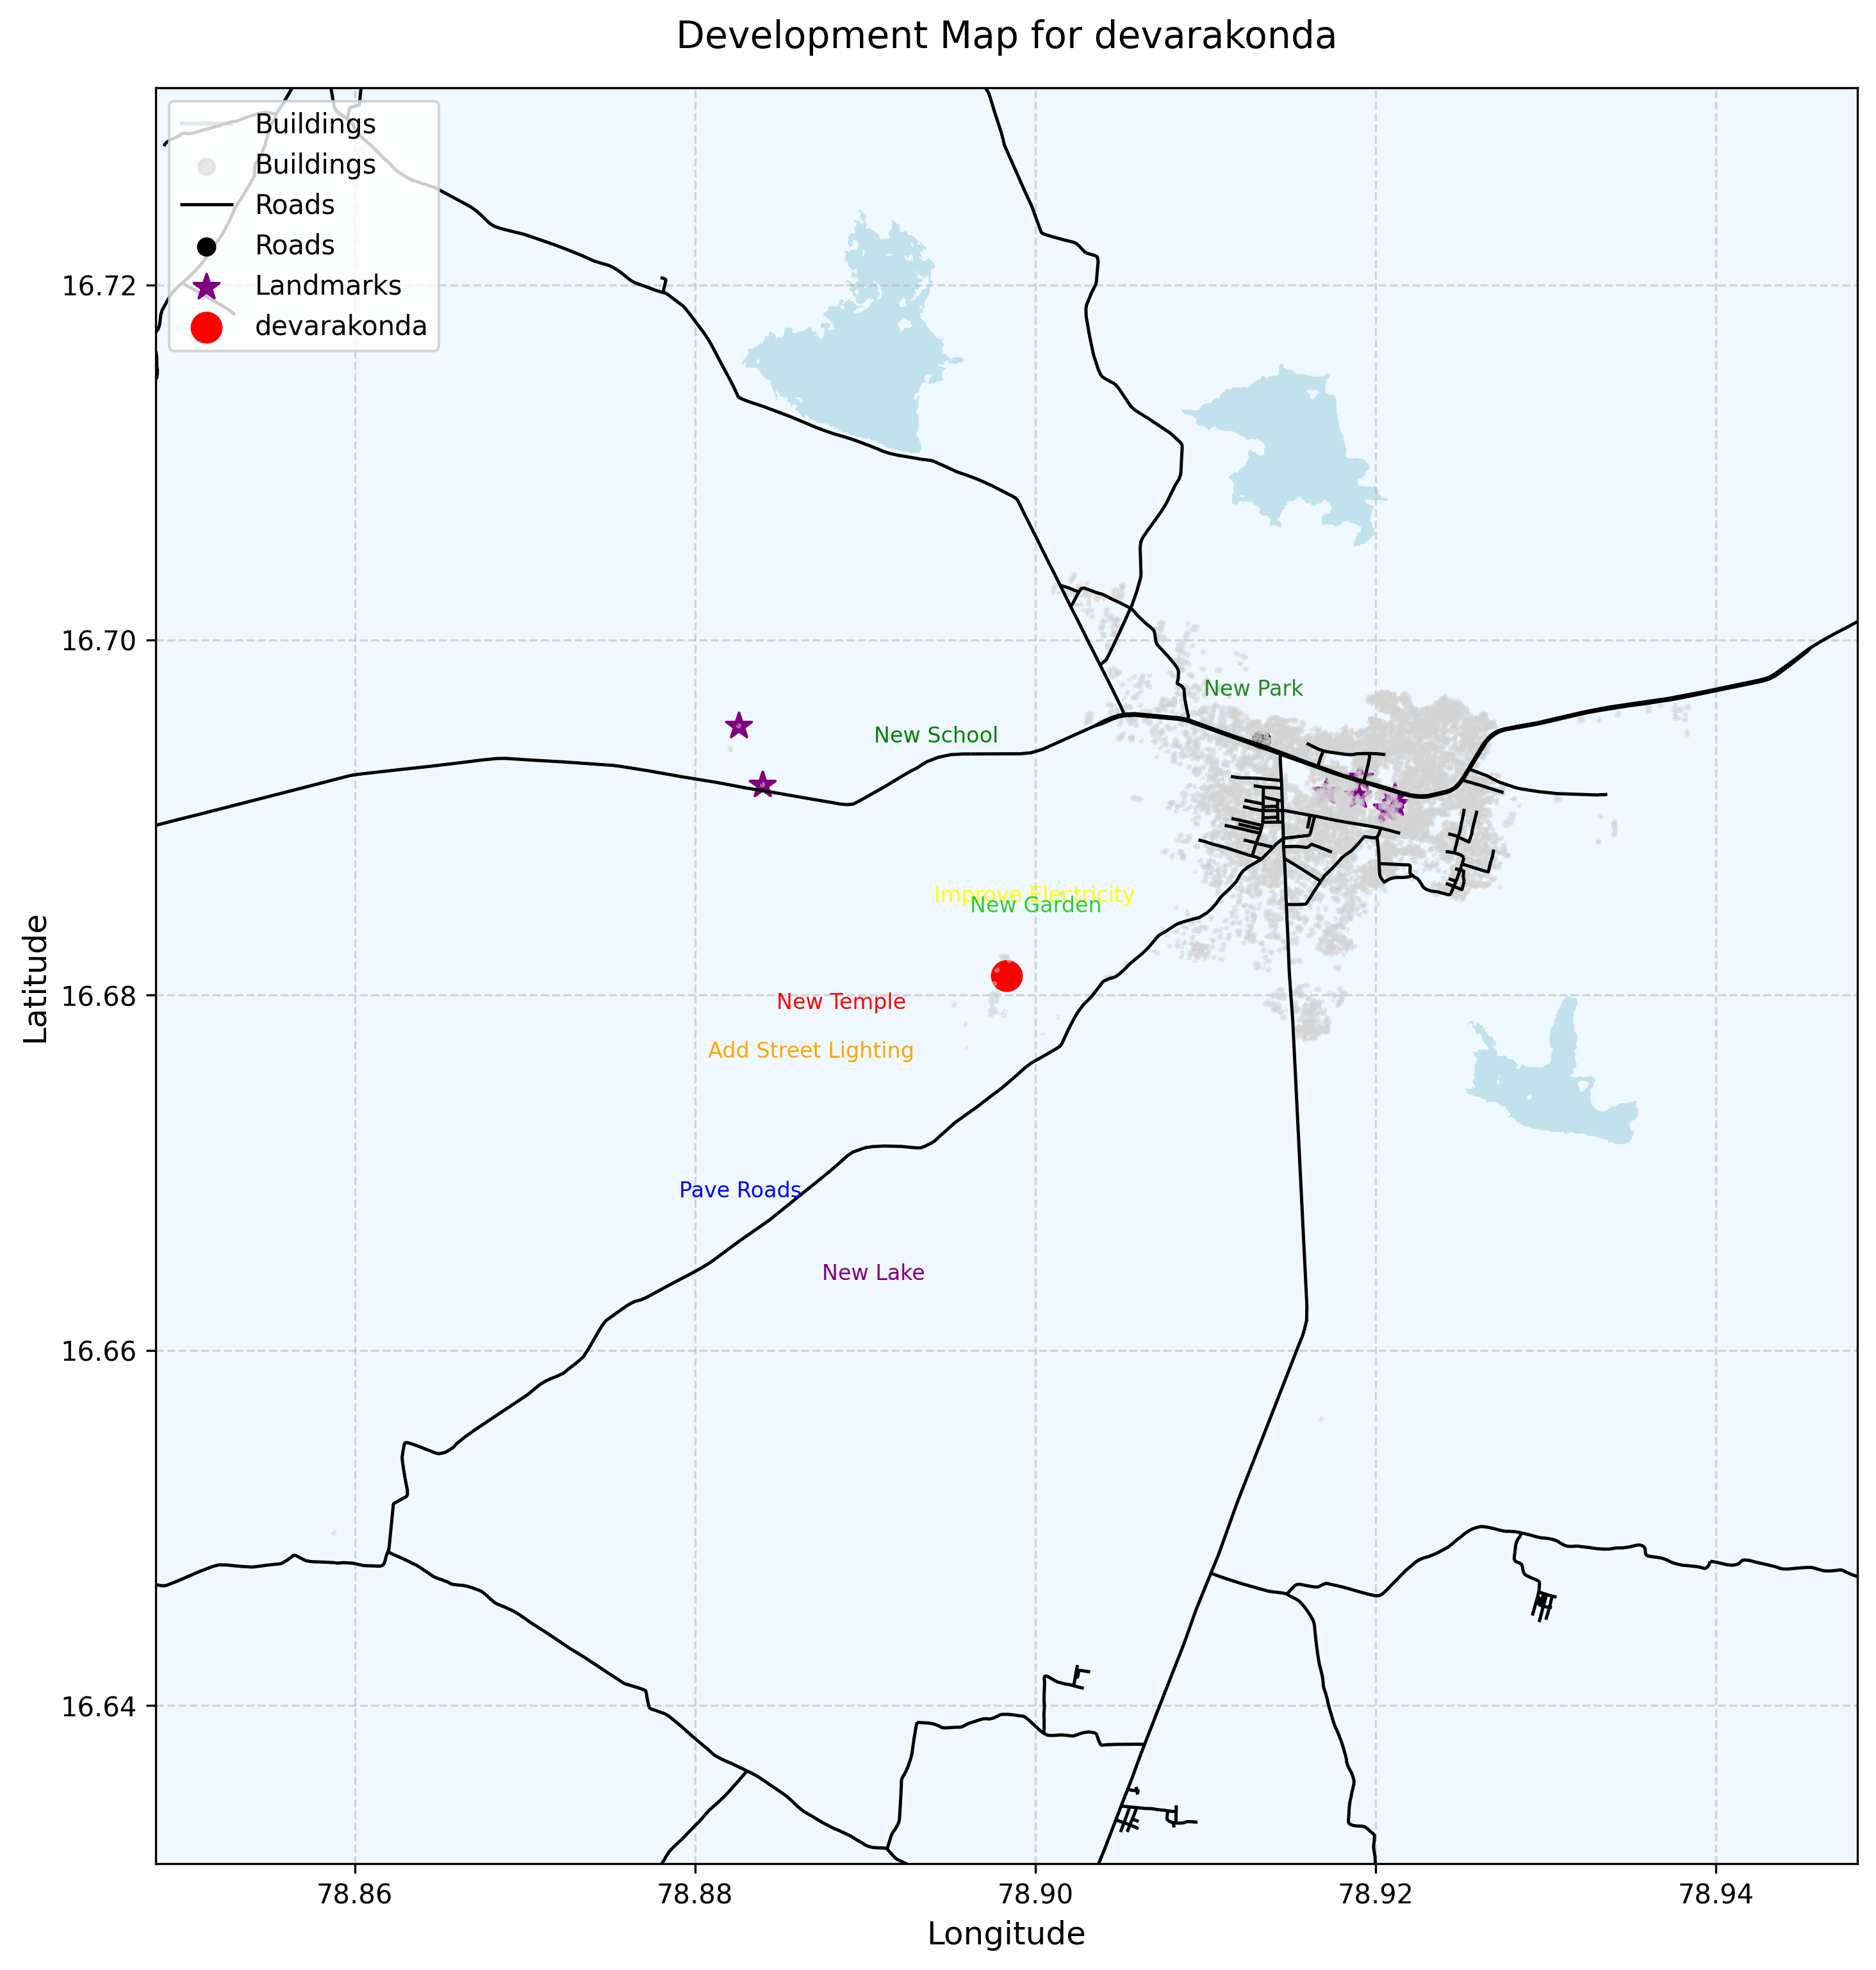 Development Map for devarakonda
Buildings
Buildings
Roads
Roads
Landmarks
devarakonda
16.72
16.70
16.68
16.66
16.64
Latitude
New Park
New School
Improve Electricity
New Garden
New Temple
Add Street Lighting
Pave Roads
New Lake
78.86
78.88
78.90
78.92
78.94
Longitude